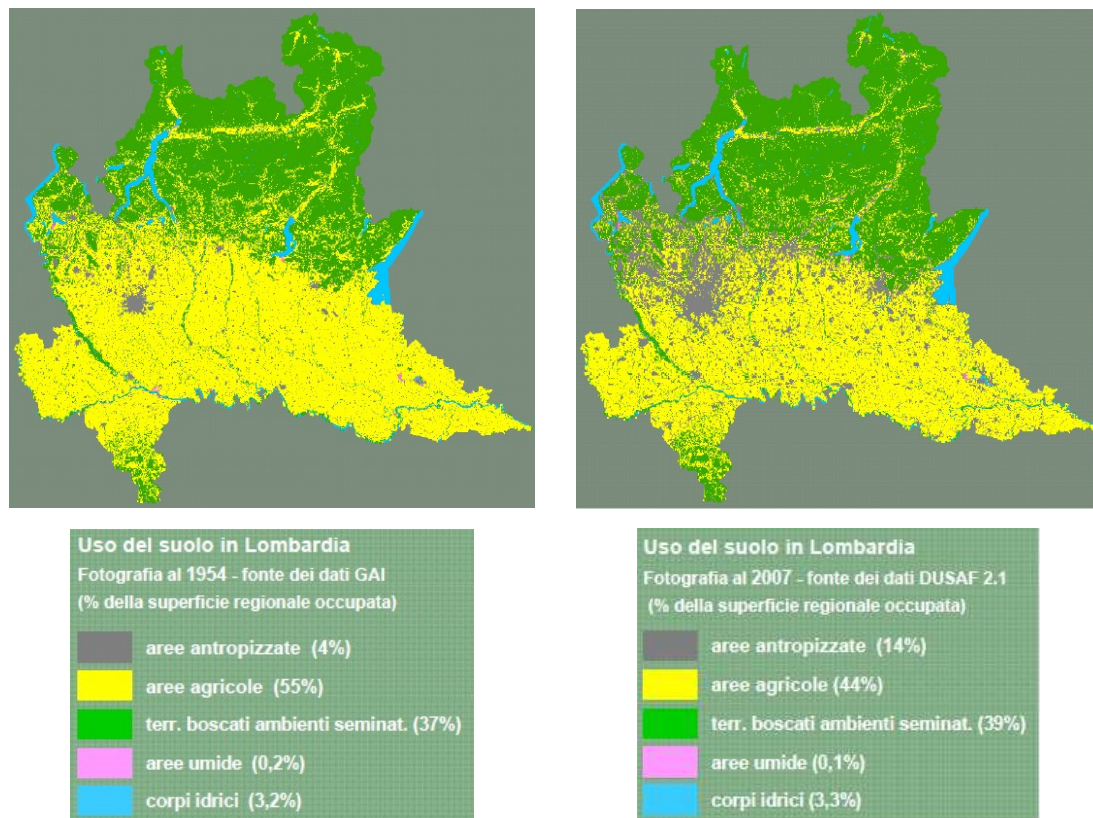 Uso del suolo in Lombardia
Fotografia al 1954 - fonte dei dati GAI
(% della superficie regionale occupata)
aree antropizzate (4%)
aree agricole (55%)
terr. boscati ambienti seminat. (37%)
aree umide (0,2%)
corpi idrici (3,2%)
Uso del suolo in Lombardia
Fotografia al 2007 - fonte dei dati DUSAF 2.1
(% della superficie regionale occupata)
aree antropizzate (14%)
aree agricole (44%)
terr. boscati ambienti seminat. (39%)
aree umide (0,1%)
corpi idrici (3,3%)